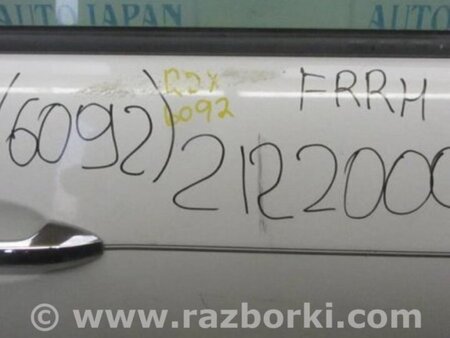 AUTO JAPAN AUTO
RDX
6092
FRRH
(6092) 2122000
© www.razborki.com